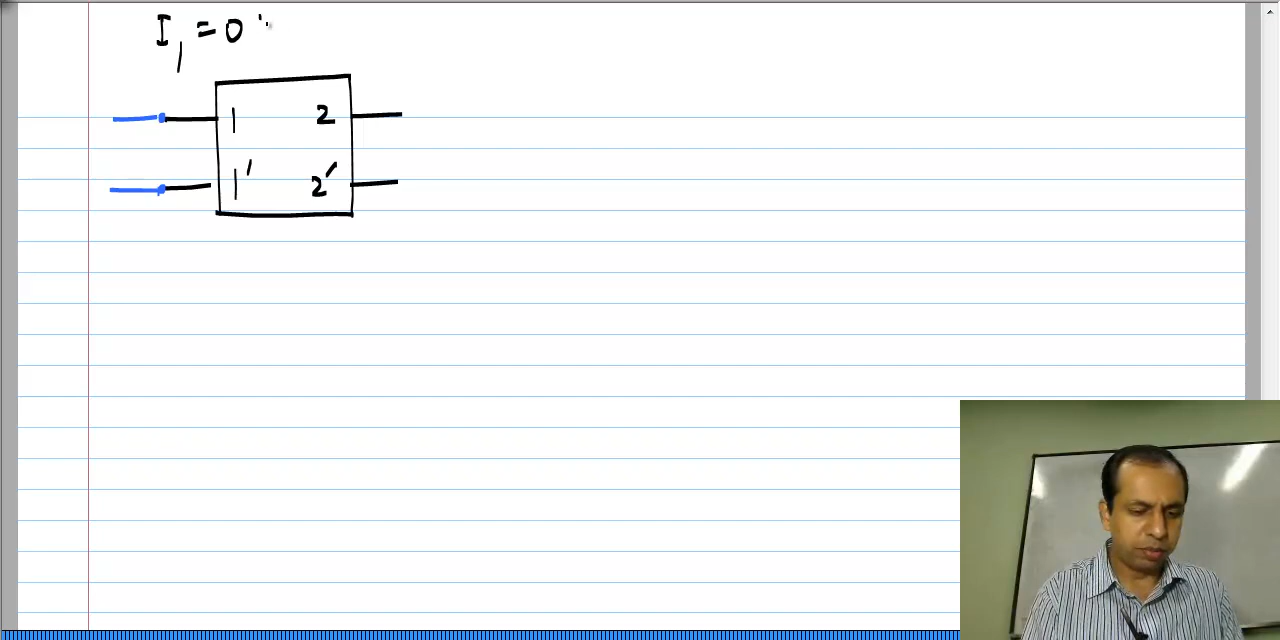 I₁ = 0
1 2
1' 2'